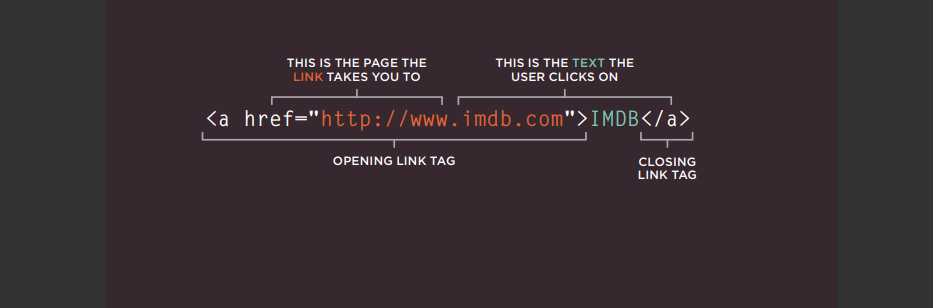 THIS IS THE PAGE THE
LINK TAKES YOU TO
THIS IS THE TEXT THE
USER CLICKS ON
<a href="http://www.imdb.com">IMDB</a>
OPENING LINK TAG
CLOSING
LINK TAG